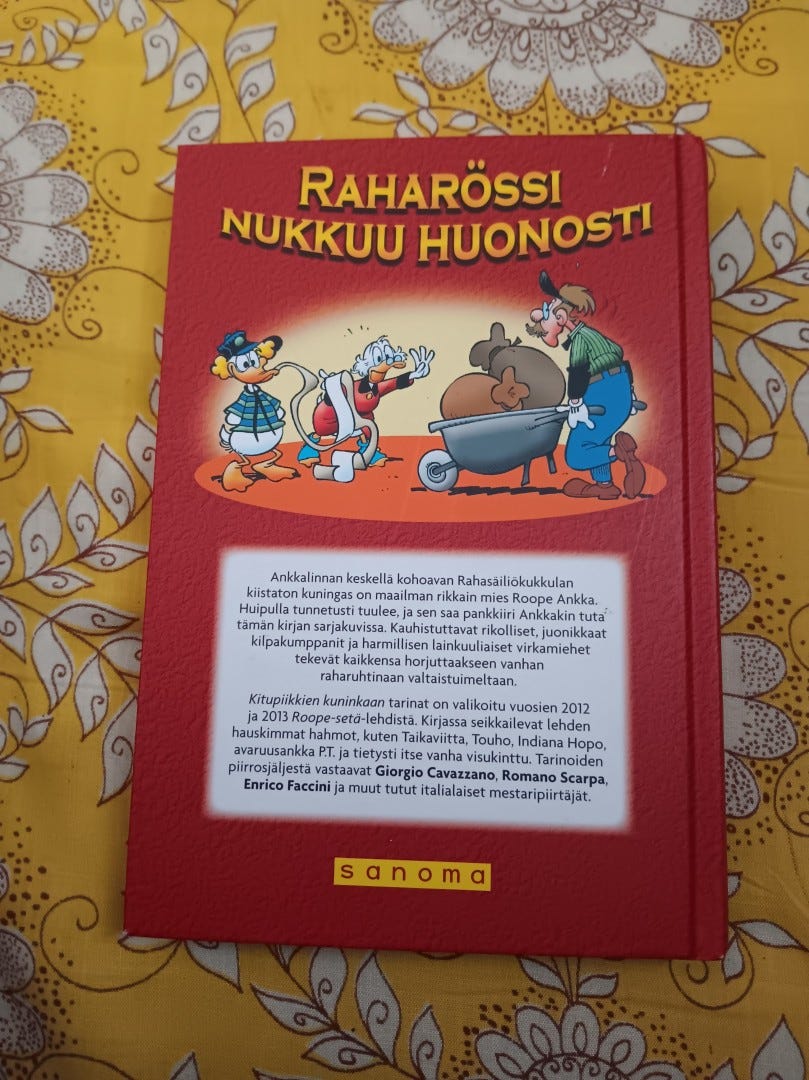 RAHARÖSSI
NUKKUU HUONOSTI
Ankkalinnan keskellä kohoavan Rahasäiliökukkulan
kiistaton kuningas on maailman rikkain mies Roope Ankka.
Huipulla tunnetusti tuulee, ja sen saa pankkiiri Ankkakin tuta
tämän kirjan sarjakuvissa. Kauhistuttavat rikolliset, juonikkaat
kilpakumppanit ja harmillisen lainkuuliaiset virkamiehet
tekevät kaikkensa horjuttaakseen vanhan
raharuhtinaan valtaistuimeltaan.
Kitupiikkien kuninkaan tarinat on valikoitu vuosien 2012
ja 2013 Roope-setä-lehdistä. Kirjassa seikkailevat lehden
hauskimmat hahmot, kuten Taikaviitta, Touho, Indiana Hopo,
avaruusankka P.T. ja tietysti itse vanha visukinttu. Tarinoiden
piirrosjäljestä vastaavat Giorgio Cavazzano, Romano Scarpa,
Enrico Faccini ja muut tutut italialaiset mestaripiirtäjät.
sanoma